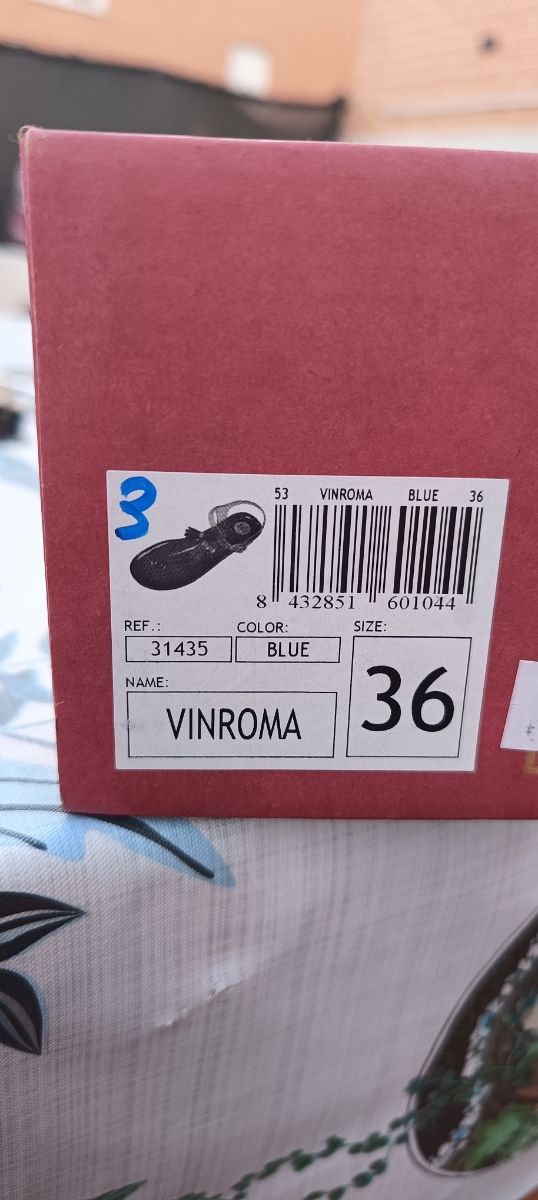 3
53 VINROMA BLUE 36
8 432851 601044
REF.: COLOR: SIZE:
31435 BLUE
36
NAME:
VINROMA